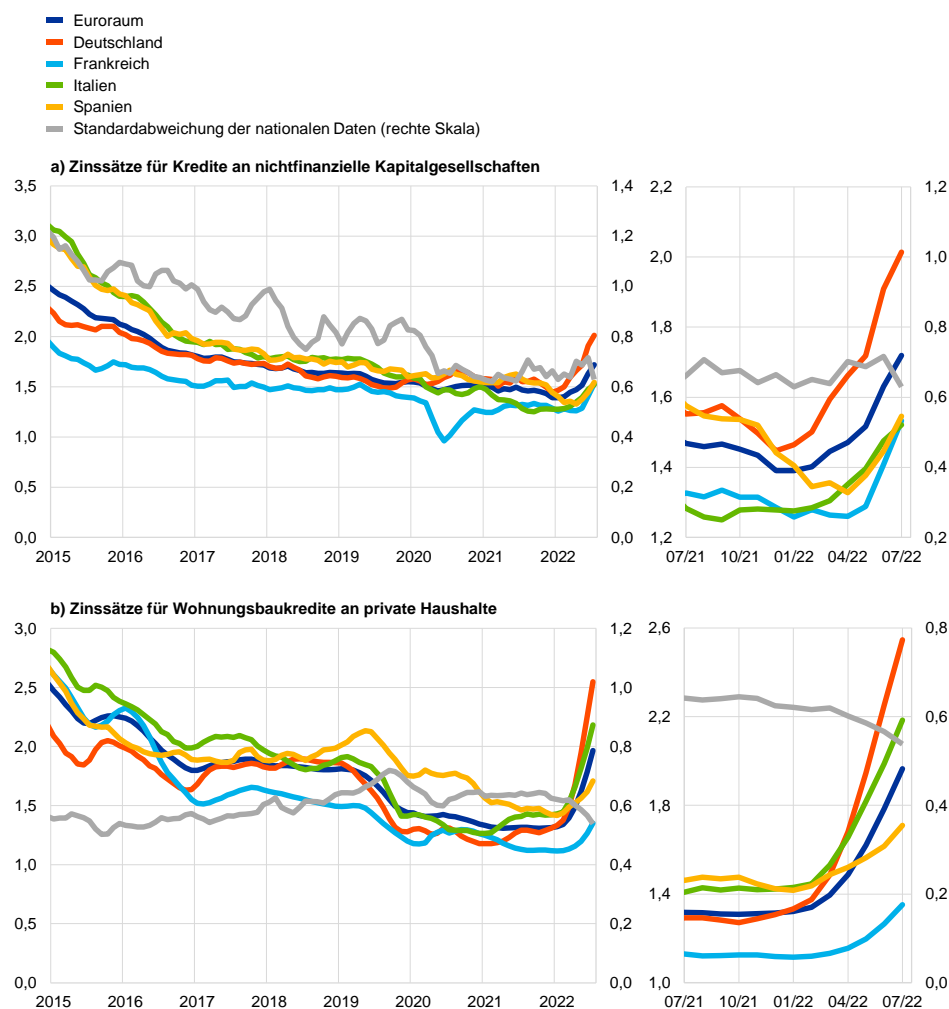 Euroraum
Deutschland
Frankreich
Italien
Spanien
Standardabweichung der nationalen Daten (rechte Skala)
a) Zinssätze für Kredite an nichtfinanzielle Kapitalgesellschaften
3,5 1,4 2,2 1,2
3,0 1,2
2,5 1,0 2,0 1,0
2,0 0,8 1,8 0,8
1,5 0,6 1,6 0,6
1,0 0,4
0,5 0,2 1,4 0,4
0,0 0,0 1,2 0,2
2015 2016 2017 2018 2019 2020 2021 2022 07/21 10/21 01/22 04/22 07/22
b) Zinssätze für Wohnungsbaukredite an private Haushalte
3,0 1,2 2,6 0,8
2,5 1,0
2,0 0,8 2,2 0,6
1,5 0,6 1,8 0,4
1,0 0,4
0,5 0,2 1,4 0,2
0,0 0,0 1,0 0,0
2015 2016 2017 2018 2019 2020 2021 2022 07/21 10/21 01/22 04/22 07/22